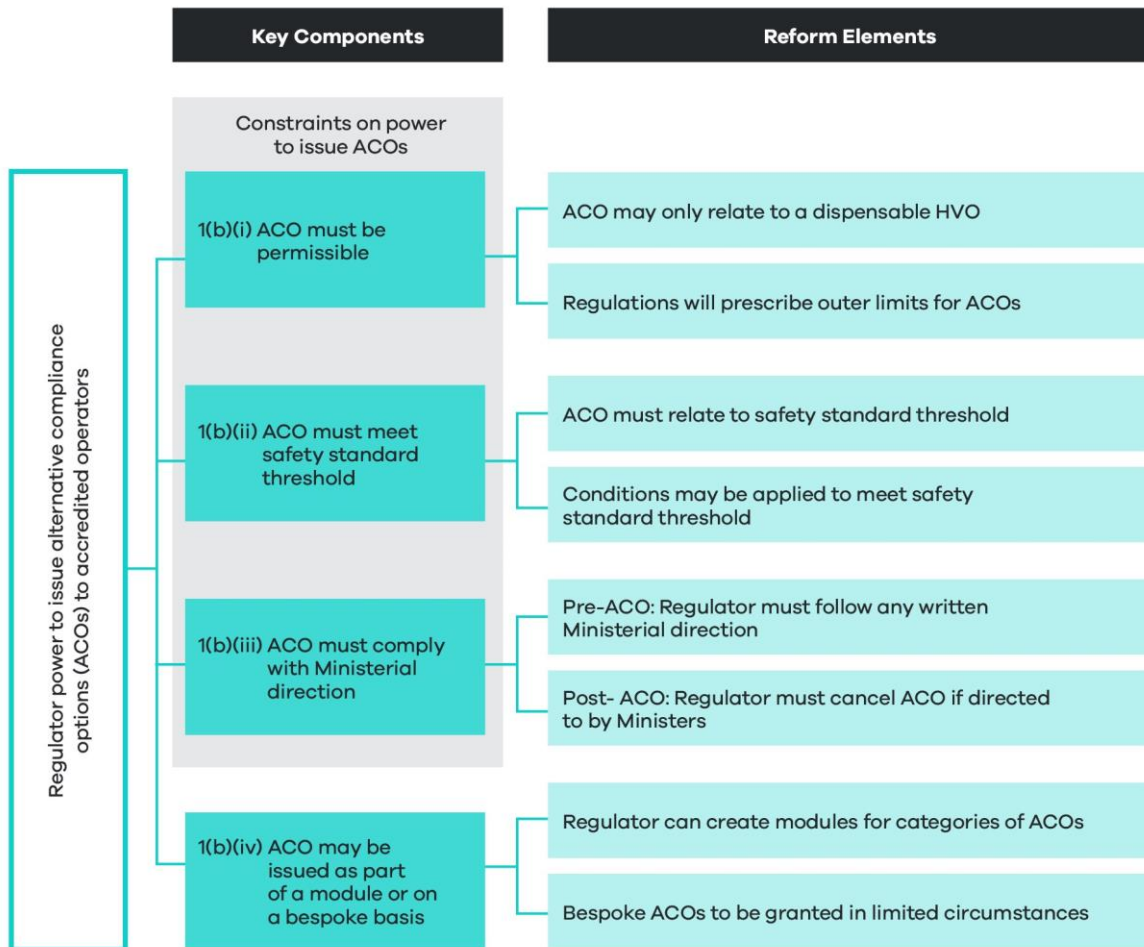 Key Components
Reform Elements
Regulator power to issue alternative compliance
options (ACOs) to accredited operators
Constraints on power
to issue ACOs
1(b)(i) ACO must be
permissible
ACO may only relate to a dispensable HVO
Regulations will prescribe outer limits for ACOs
1(b)(ii) ACO must meet
safety standard
threshold
ACO must relate to safety standard threshold
Conditions may be applied to meet safety
standard threshold
1(b)(iii) ACO must comply
with Ministerial
direction
Pre-ACO: Regulator must follow any written
Ministerial direction
Post- ACO: Regulator must cancel ACO if directed
to by Ministers
1(b)(iv) ACO may be
issued as part
of a module or on
a bespoke basis
Regulator can create modules for categories of ACOs
Bespoke ACOs to be granted in limited circumstances